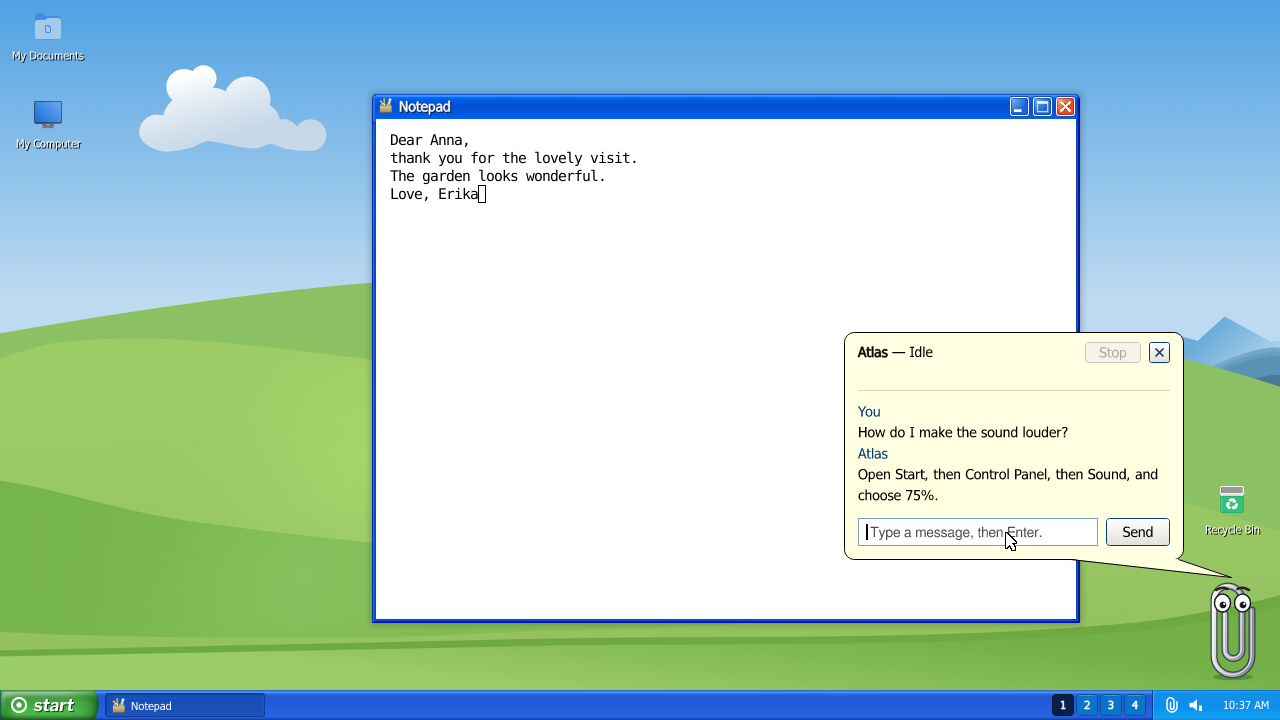 My Documents
My Computer
Notepad
Dear Anna,
thank you for the lovely visit.
The garden looks wonderful.
Love, Erika
Atlas — Idle
Stop
You
How do I make the sound louder?
Atlas
Open Start, then Control Panel, then Sound, and
choose 75%.
Type a message, then Enter.
Send
Recycle Bin
start
Notepad
1 2 3 4
10:37 AM